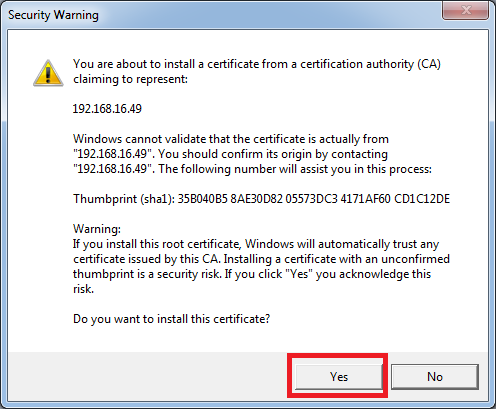 Security Warning
You are about to install a certificate from a certification authority (CA)
claiming to represent:
192.168.16.49
Windows cannot validate that the certificate is actually from
"192.168.16.49". You should confirm its origin by contacting
"192.168.16.49". The following number will assist you in this process:
Thumbprint (sha1): 35B040B5 8AE30D82 05573DC3 4171AF60 CD1C12DE
Warning:
If you install this root certificate, Windows will automatically trust any
certificate issued by this CA. Installing a certificate with an unconfirmed
thumbprint is a security risk. If you click "Yes" you acknowledge this
risk.
Do you want to install this certificate?
Yes
No